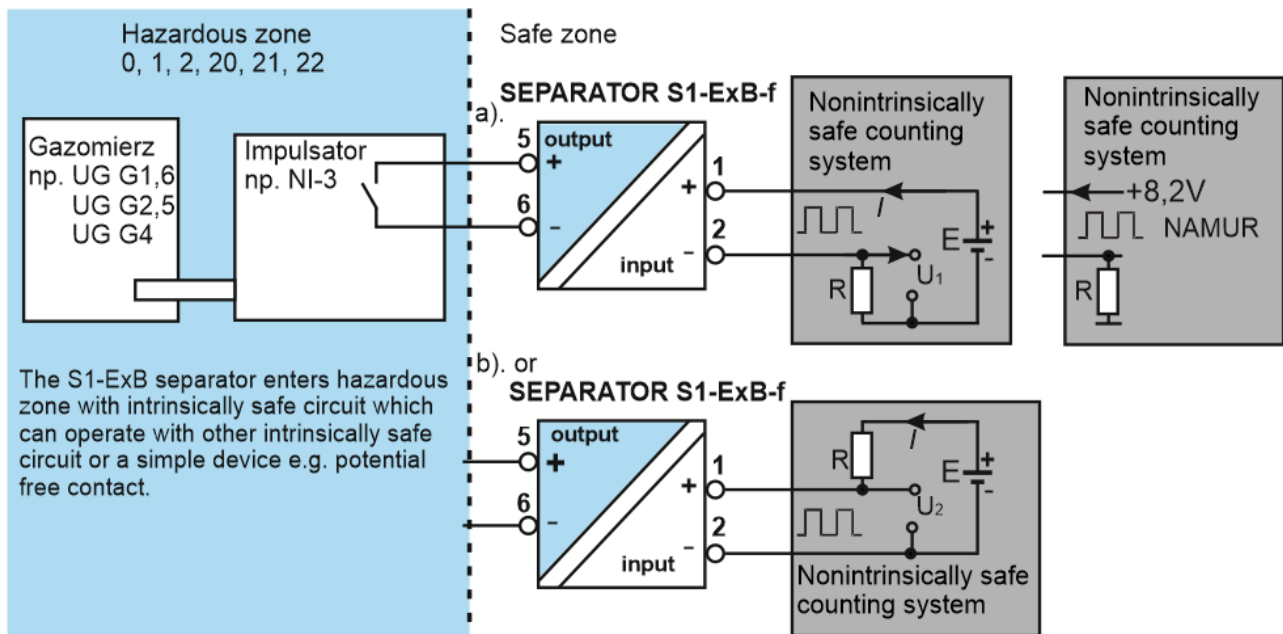 Hazardous zone
0, 1, 2, 20, 21, 22
Gazomierz
np. UG G1,6
UG G2,5
UG G4
Impulsator
np. NI-3
The S1-ExB separator enters hazardous
zone with intrinsically safe circuit which
can operate with other intrinsically safe
circuit or a simple device e.g. potential
free contact.
Safe zone
SEPARATOR S1-ExB-f
a).
5
output
+
6
-
1
+
2
-
input
Nonintrinsically
safe counting
system
I
E
+
-
R
U1
Nonintrinsically
safe counting
system
+8,2V
NAMUR
R
b). or
SEPARATOR S1-ExB-f
5
output
+
6
-
1
+
2
-
input
I
R
E
+
-
U2
Nonintrinsically safe
counting system